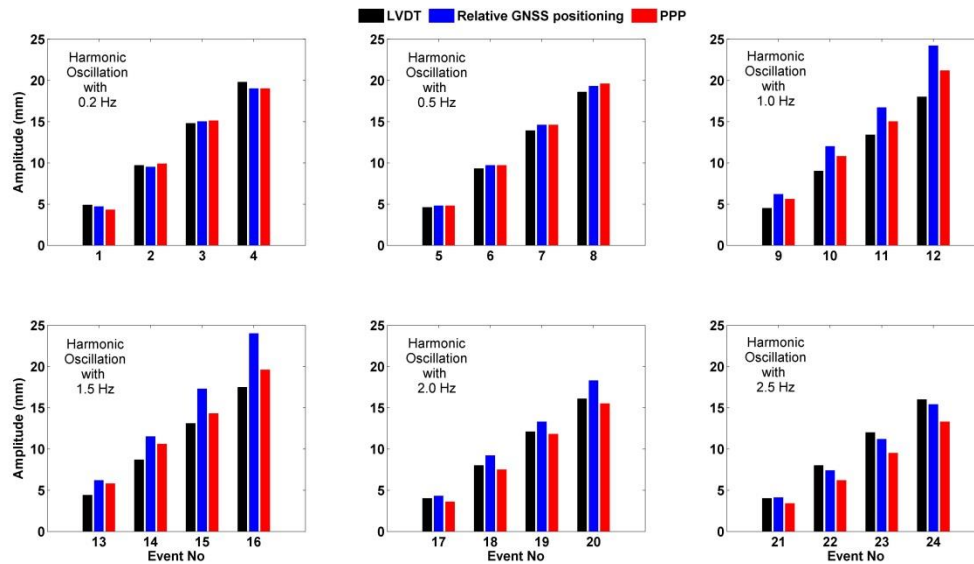 LVDT Relative GNSS positioning PPP
25
20
15
10
5
0
Amplitude (mm)
Harmonic
Oscillation
with
0.2 Hz
1 2 3 4
25
20
15
10
5
0
Harmonic
Oscillation
with
0.5 Hz
5 6 7 8
25
20
15
10
5
0
Harmonic
Oscillation
with
1.0 Hz
9 10 11 12
25
20
15
10
5
0
Amplitude (mm)
Harmonic
Oscillation
with
1.5 Hz
13 14 15 16
Event No
25
20
15
10
5
0
Harmonic
Oscillation
with
2.0 Hz
17 18 19 20
Event No
25
20
15
10
5
0
Harmonic
Oscillation
with
2.5 Hz
21 22 23 24
Event No